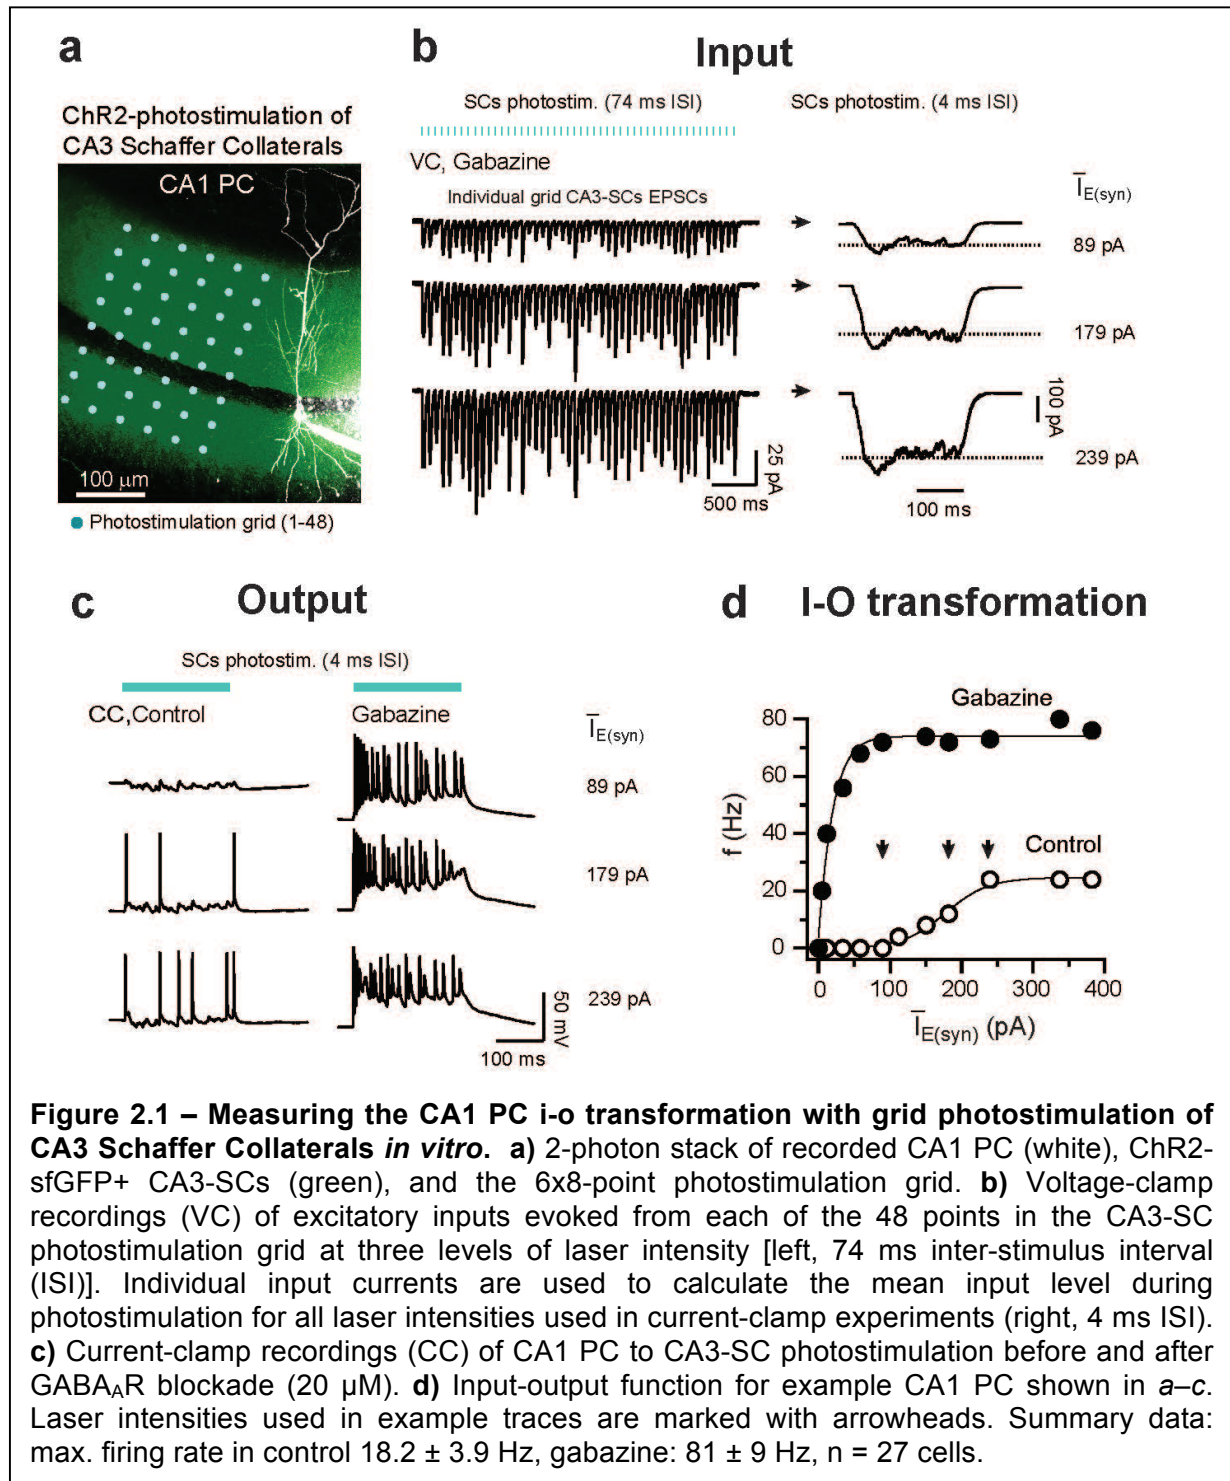 a
ChR2-photostimulation of
CA3 Schaffer Collaterals
CA1 PC
100 µm
Photostimulation grid (1-48)
b
Input
SCs photostim. (74 ms ISI)
SCs photostim. (4 ms ISI)
VC, Gabazine
Individual grid CA3-SCs EPSCs
I̅E(syn)
89 pA
179 pA
239 pA
100 pA
25 pA
500 ms
100 ms
c
Output
SCs photostim. (4 ms ISI)
CC,Control
Gabazine
I̅E(syn)
89 pA
179 pA
239 pA
50 mV
100 ms
d
I-O transformation
Gabazine
Control
f (Hz)
80
60
40
20
0
0
100
200
300
400
I̅E(syn) (pA)
Figure 2.1 – Measuring the CA1 PC i-o transformation with grid photostimulation of
CA3 Schaffer Collaterals in vitro. a) 2-photon stack of recorded CA1 PC (white), ChR2-
sfGFP+ CA3-SCs (green), and the 6x8-point photostimulation grid. b) Voltage-clamp
recordings (VC) of excitatory inputs evoked from each of the 48 points in the CA3-SC
photostimulation grid at three levels of laser intensity [left, 74 ms inter-stimulus interval
(ISI)]. Individual input currents are used to calculate the mean input level during
photostimulation for all laser intensities used in current-clamp experiments (right, 4 ms ISI).
c) Current-clamp recordings (CC) of CA1 PC to CA3-SC photostimulation before and after
GABAAR blockade (20 µM). d) Input-output function for example CA1 PC shown in a–c.
Laser intensities used in example traces are marked with arrowheads. Summary data:
max. firing rate in control 18.2 ± 3.9 Hz, gabazine: 81 ± 9 Hz, n = 27 cells.